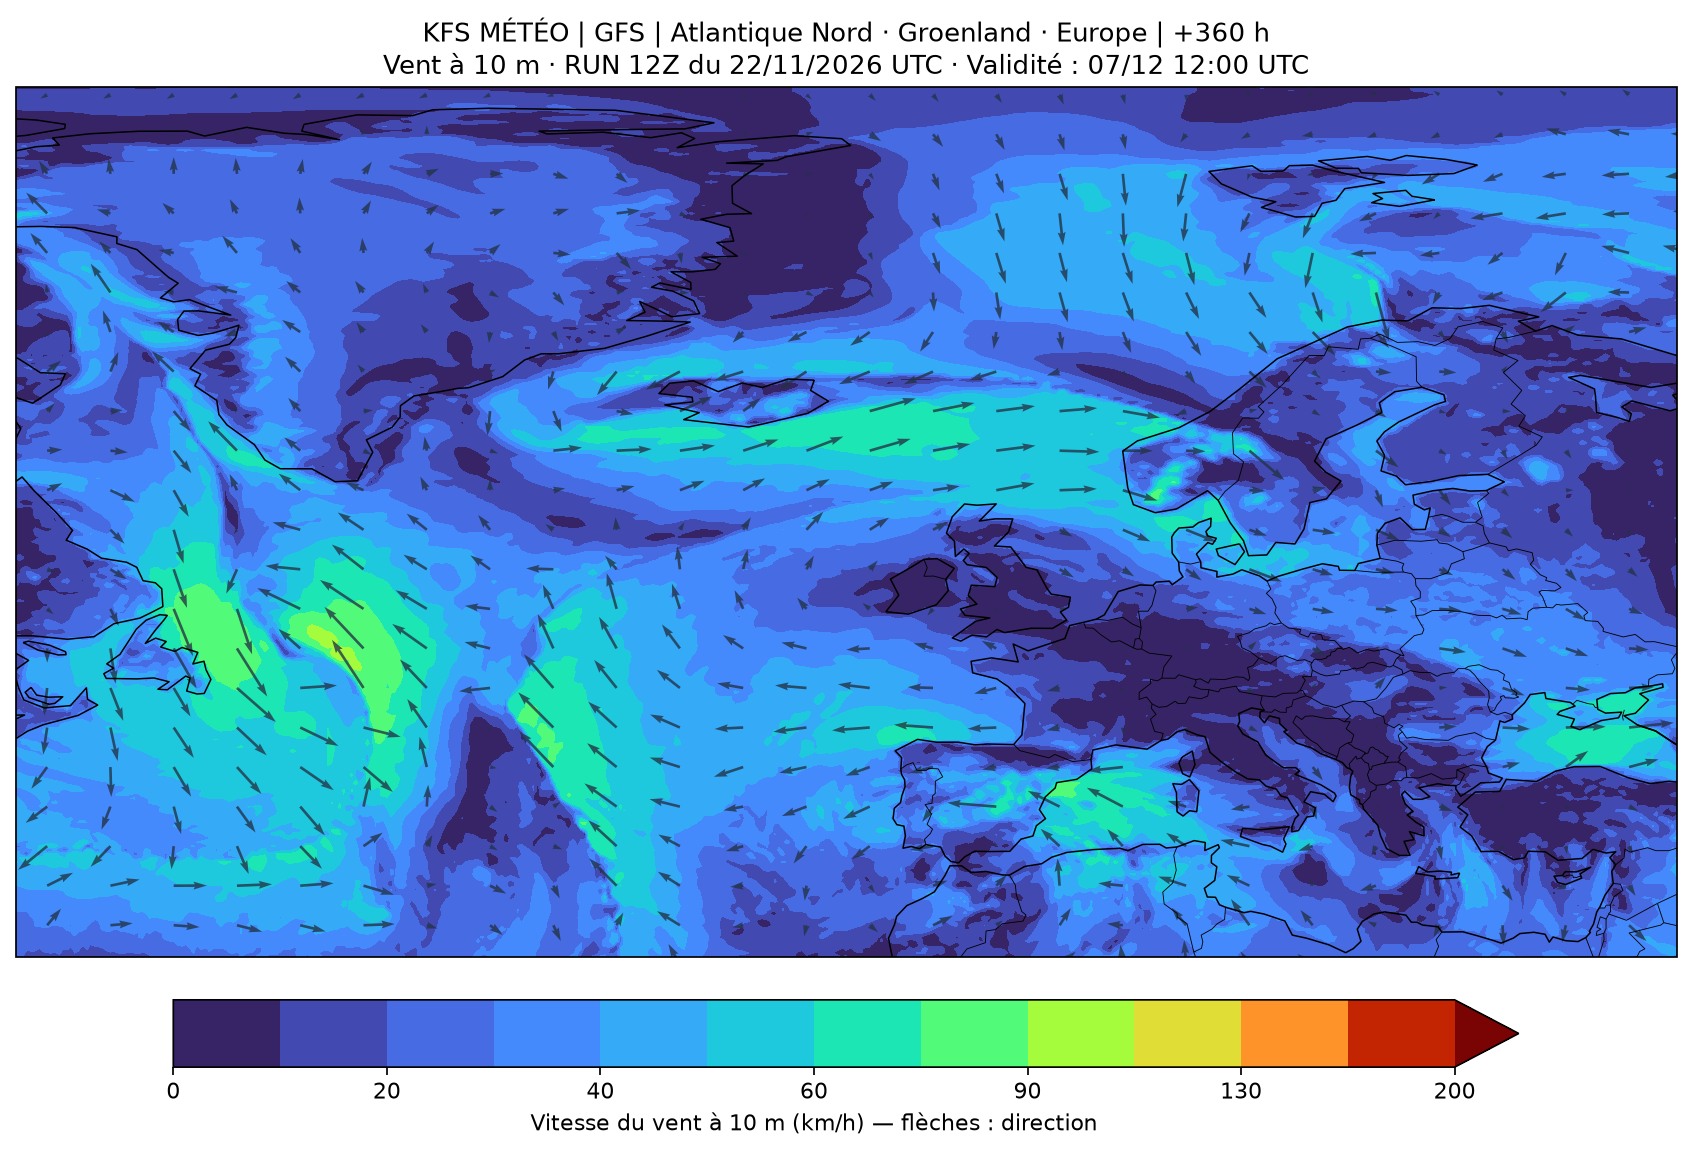 KFS MÉTÉO | GFS | Atlantique Nord · Groenland · Europe | +360 h
Vent à 10 m · RUN 12Z du 22/11/2026 UTC · Validité : 07/12 12:00 UTC
0 20 40 60 90 130 200
Vitesse du vent à 10 m (km/h) — flèches : direction